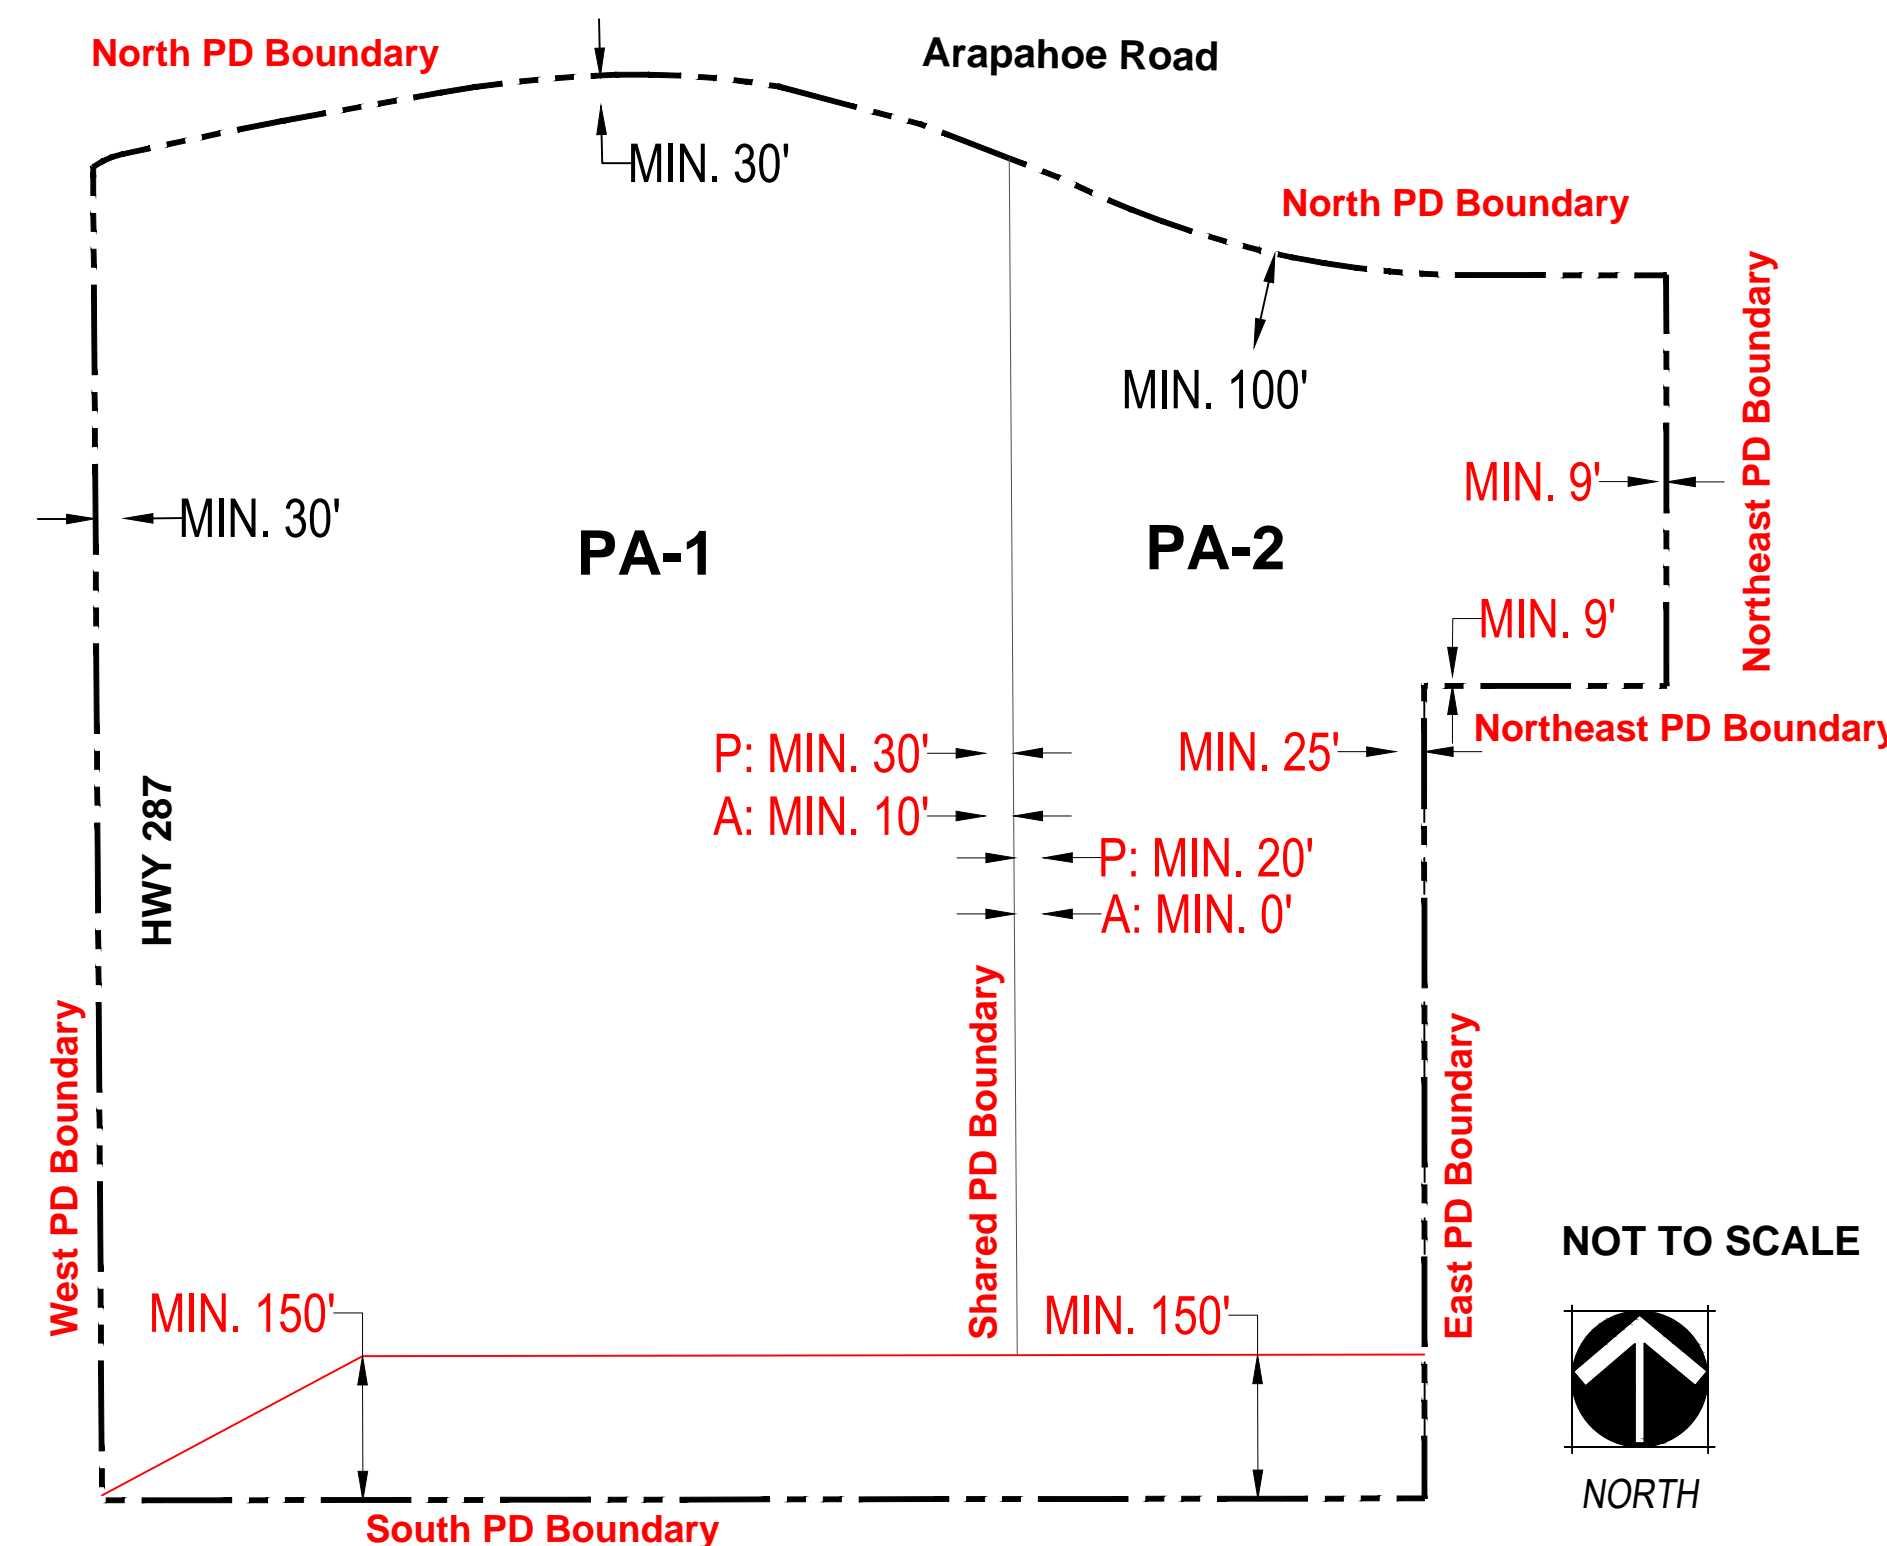 North PD Boundary
Arapahoe Road
MIN. 30'
North PD Boundary
MIN. 100'
Northeast PD Boundary
MIN. 9'
MIN. 30'
PA-1
PA-2
MIN. 9'
Northeast PD Boundary
P: MIN. 30'
MIN. 25'
A: MIN. 10'
P: MIN. 20'
A: MIN. 0'
HWY 287
West PD Boundary
Shared PD Boundary
East PD Boundary
NOT TO SCALE
MIN. 150'
MIN. 150'
NORTH
South PD Boundary